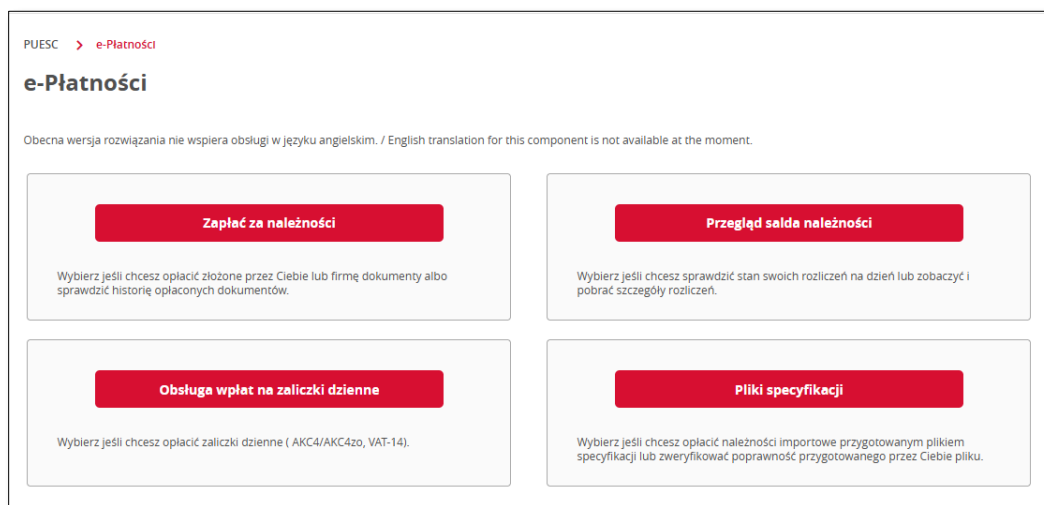 PUESC > e-Płatności
e-Płatności
Obecna wersja rozwiązania nie wspiera obsługi w języku angielskim. / English translation for this component is not available at the moment.
Zapłać za należności
Wybierz jeśli chcesz opłacić złożone przez Ciebie lub firmę dokumenty albo
sprawdzić historię opłaconych dokumentów.
Przegląd salda należności
Wybierz jeśli chcesz sprawdzić stan swoich rozliczeń na dzień lub zobaczyć i
pobrać szczegóły rozliczeń.
Obsługa wpłat na zaliczki dzienne
Wybierz jeśli chcesz opłacić zaliczki dzienne ( AKC4/AKC4zo, VAT-14).
Pliki specyfikacji
Wybierz jeśli chcesz opłacić należności importowe przygotowanym plikiem
specyfikacji lub zweryfikować poprawność przygotowanego przez Ciebie pliku.